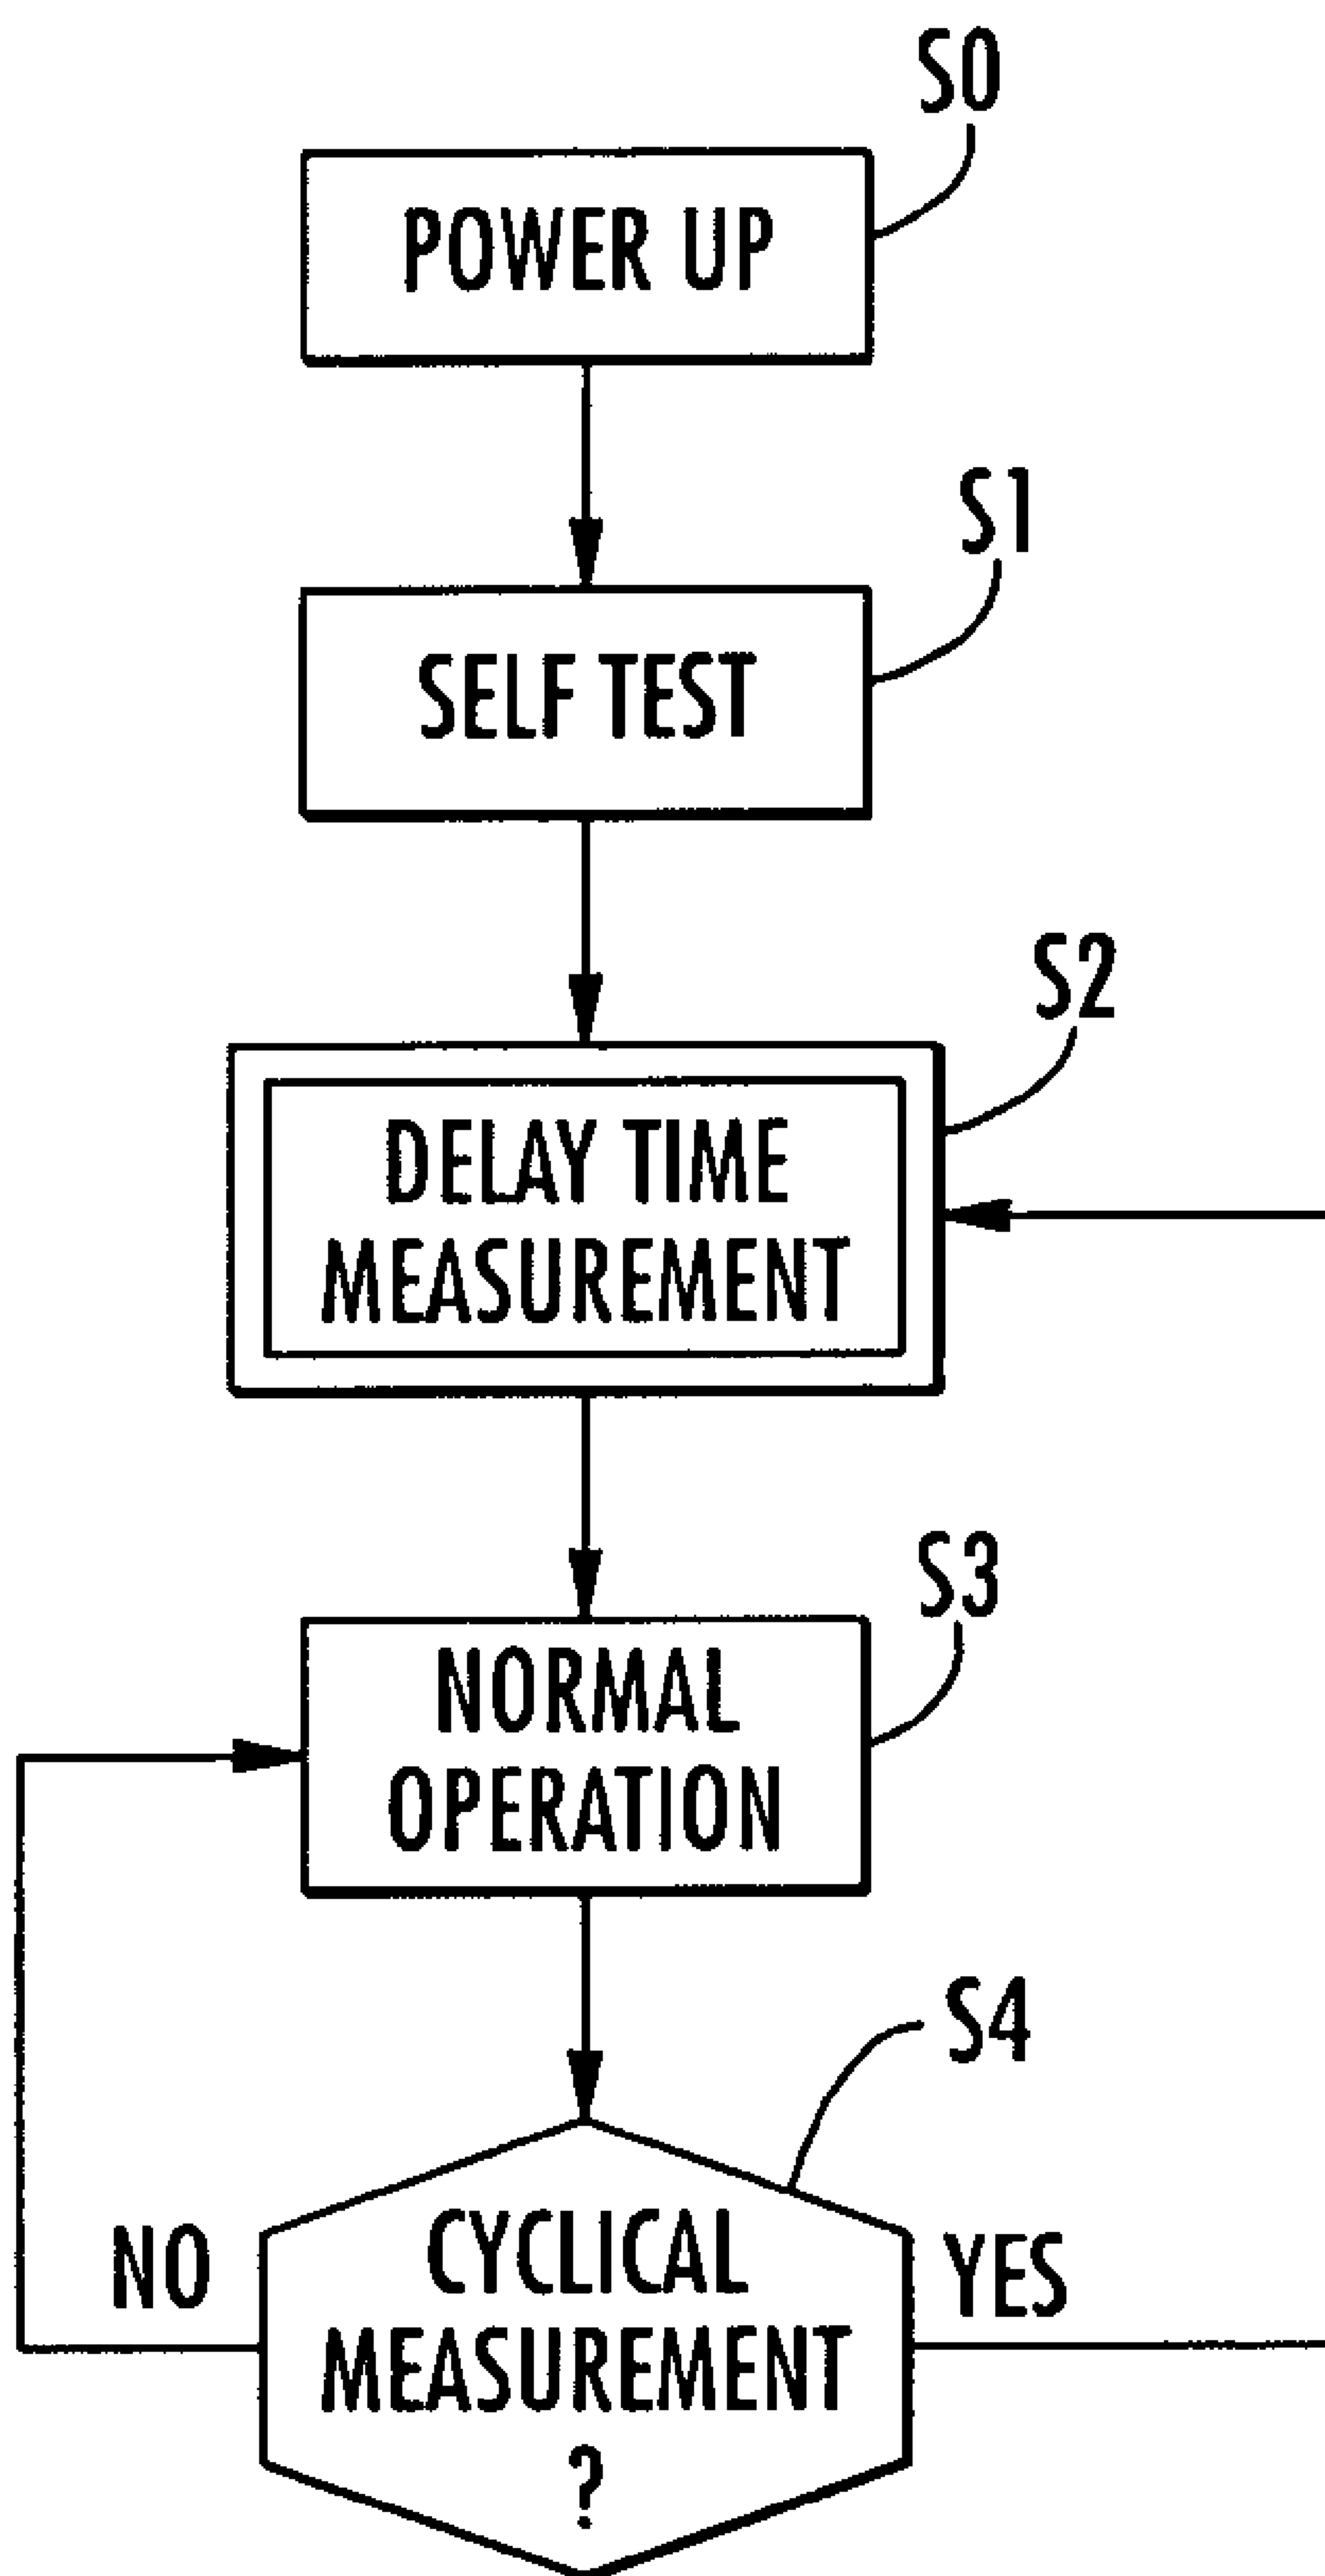 S0
POWER UP
S1
SELF TEST
S2
DELAY TIME
MEASUREMENT
S3
NORMAL
OPERATION
S4
NO
CYCLICAL
YES
MEASUREMENT
?